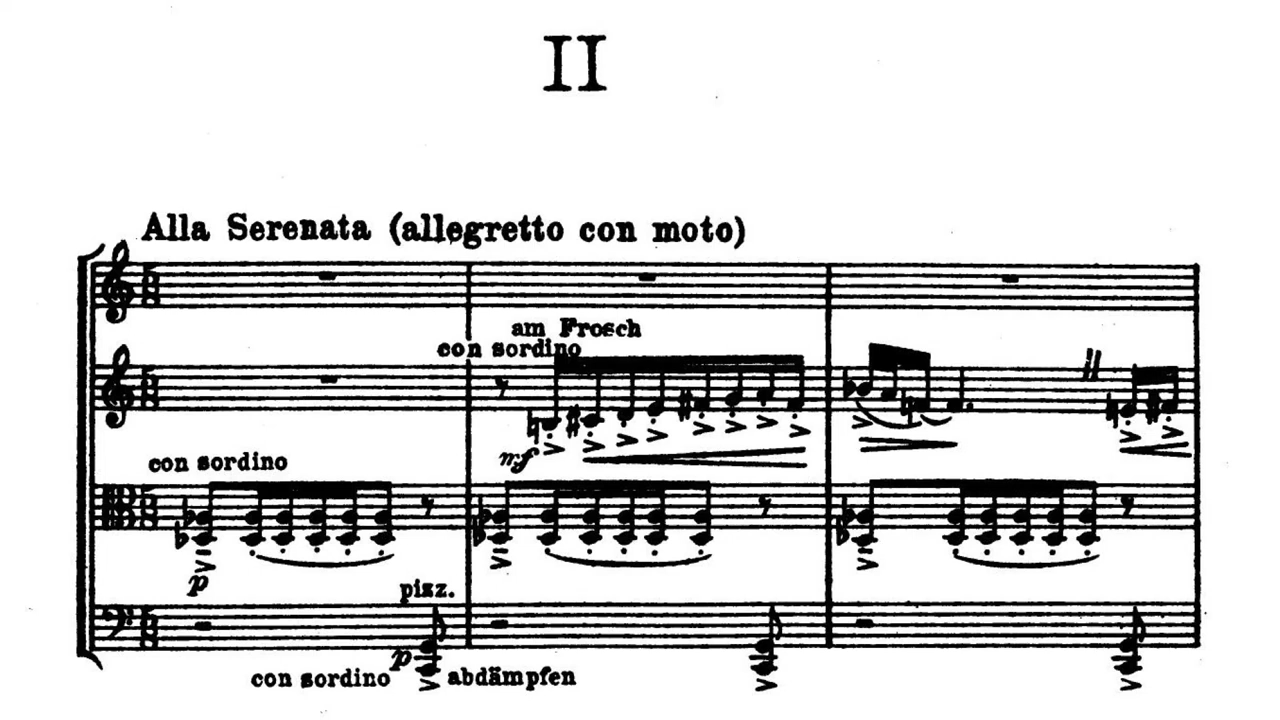 II
Alla Serenata (allegretto con moto)
am Frosch
con sordino
mf
con sordino
p
pizz.
p
con sordino
abdämpfen